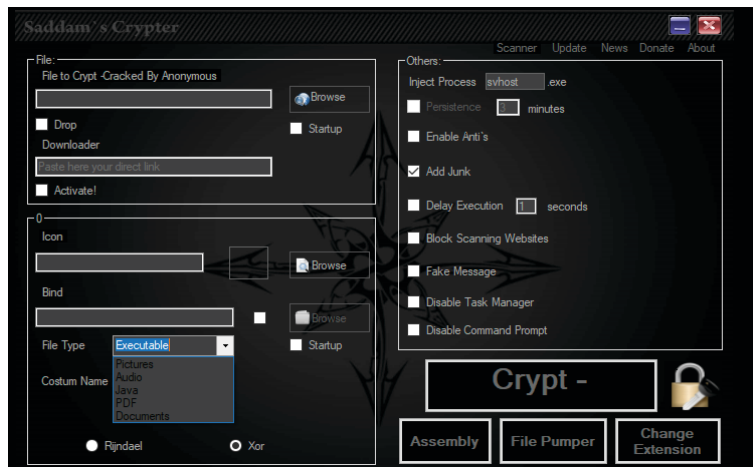 Saddam`s Crypter
Scanner Update News Donate About
File:
File to Crypt -Cracked By Anonymous
Browse
Drop
Startup
Downloader
Paste here your direct link
Activate!
0
Icon
Browse
Bind
Browse
File Type Executable
Startup
Pictures
Audio
Java
PDF
Documents
Costum Name
Rijndael Xor
Others:
Inject Process svhost .exe
Persistence 3 minutes
Enable Anti's
Add Junk
Delay Execution 1 seconds
Block Scanning Websites
Fake Message
Disable Task Manager
Disable Command Prompt
Crypt -
Assembly
File Pumper
Change
Extension